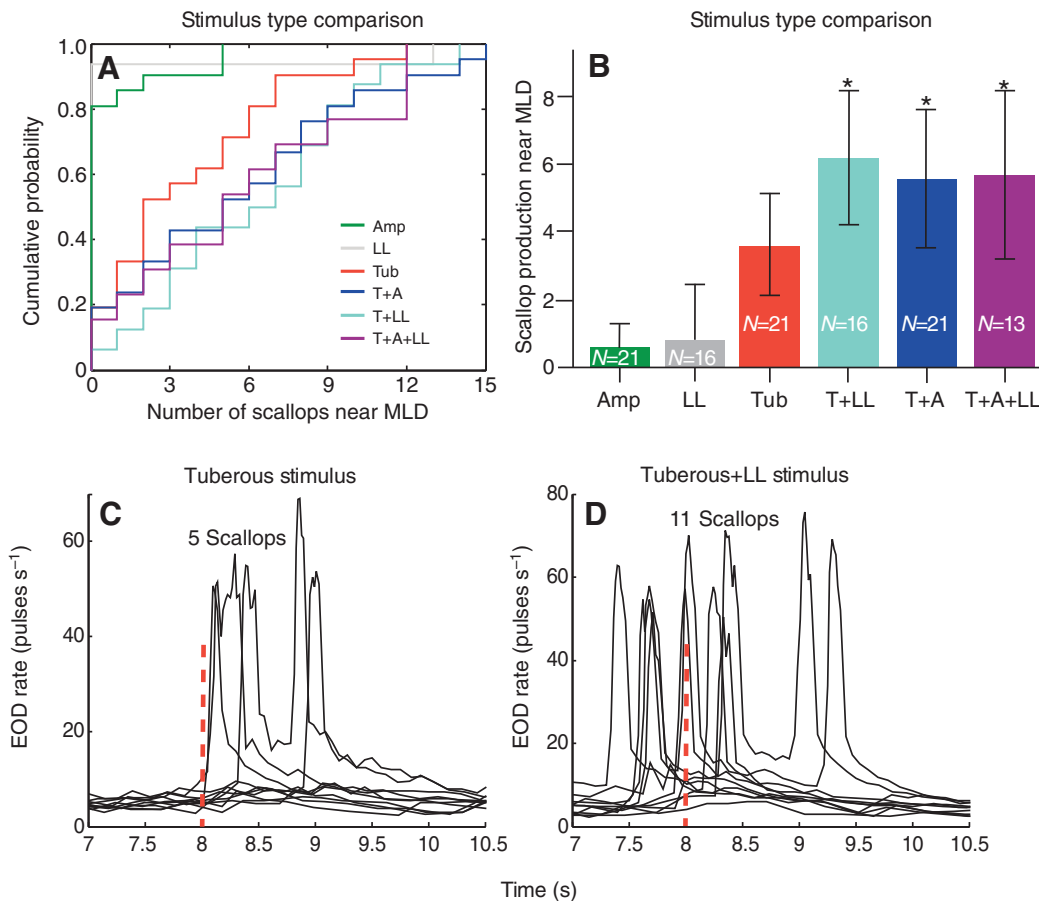 Stimulus type comparison
A
Cumulative probability
1.0
0.8
0.6
0.4
0.2
0
0 3 6 9 12 15
Number of scallops near MLD
Amp
LL
Tub
T+A
T+LL
T+A+LL
Stimulus type comparison
B
Scallop production near MLD
8
6
4
2
0
* * *
N=21 N=16 N=21 N=16 N=21 N=13
Amp LL Tub T+LL T+A T+A+LL
Tuberous stimulus
C
5 Scallops
EOD rate (pulses s⁻¹)
60
40
20
0
7 7.5 8 8.5 9 9.5 10 10.5
Tuberous+LL stimulus
D
11 Scallops
EOD rate (pulses s⁻¹)
80
60
40
20
0
7 7.5 8 8.5 9 9.5 10 10.5
Time (s)